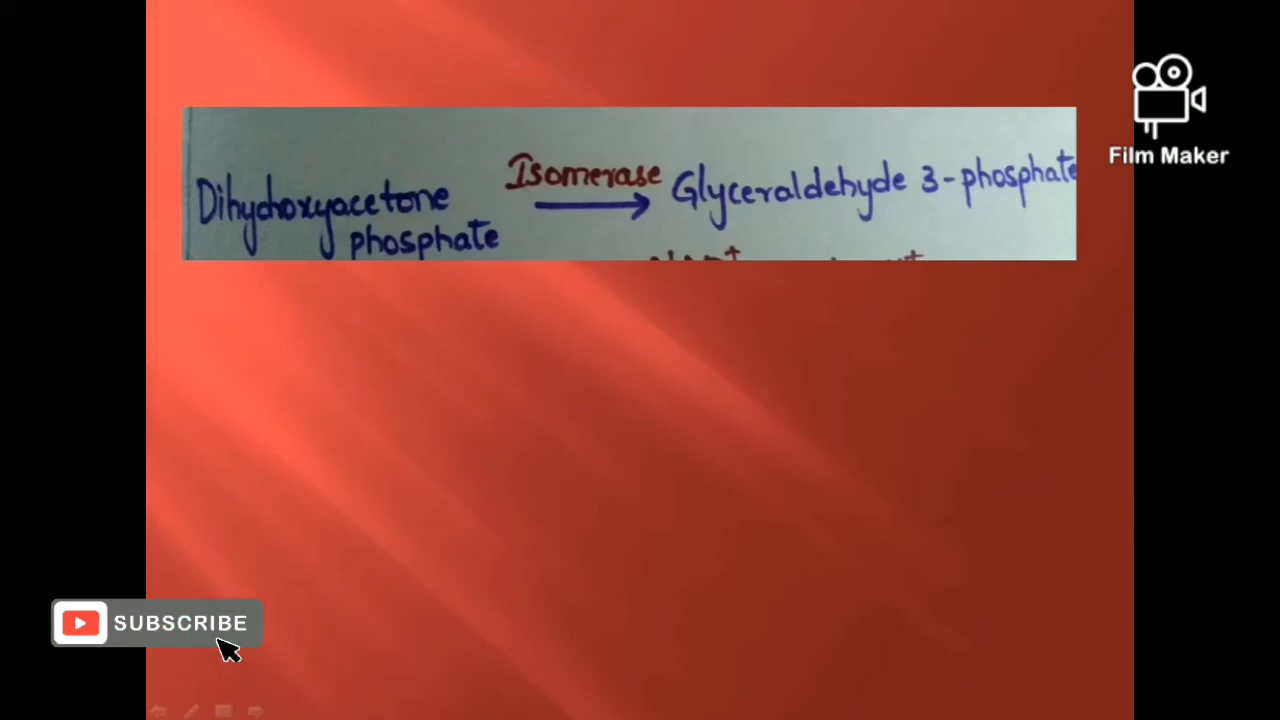 Film Maker
Isomerase
Dihydroxyacetone → Glyceraldehyde 3-phosphate
phosphate
SUBSCRIBE